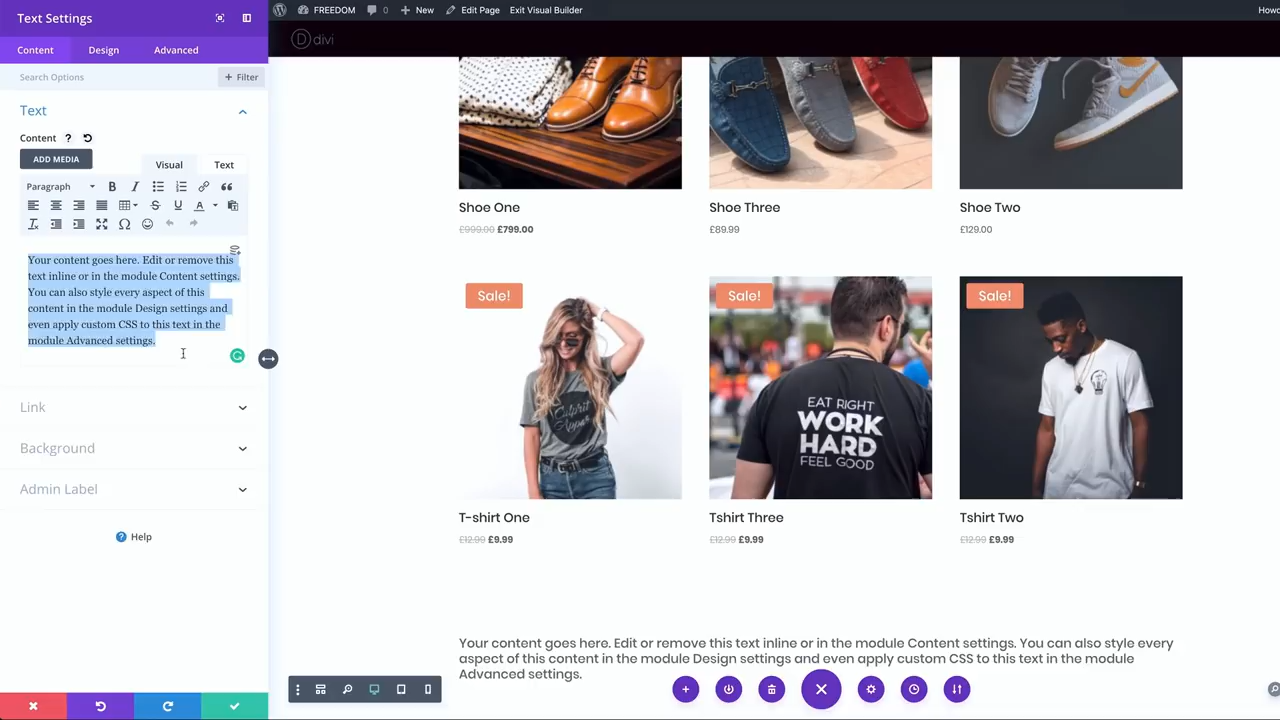 Text Settings
FREEDOM
0
New
Edit Page
Exit Visual Builder
Howd
Content
Design
Advanced
D divi
Search Options
+ Filter
Text
Content ?
ADD MEDIA
Visual
Text
Paragraph
Your content goes here. Edit or remove this
text inline or in the module Content settings.
You can also style every aspect of this
content in the module Design settings and
even apply custom CSS to this text in the
module Advanced settings.
Link
Background
Admin Label
? Help
Shoe One
£999.00 £799.00
Shoe Three
£89.99
Shoe Two
£129.00
Sale!
Culprit
Sale!
EAT RIGHT
WORK
HARD
FEEL GOOD
Sale!
T-shirt One
£12.99 £9.99
Tshirt Three
£12.99 £9.99
Tshirt Two
£12.99 £9.99
Your content goes here. Edit or remove this text inline or in the module Content settings. You can also style every
aspect of this content in the module Design settings and even apply custom CSS to this text in the module
Advanced settings.